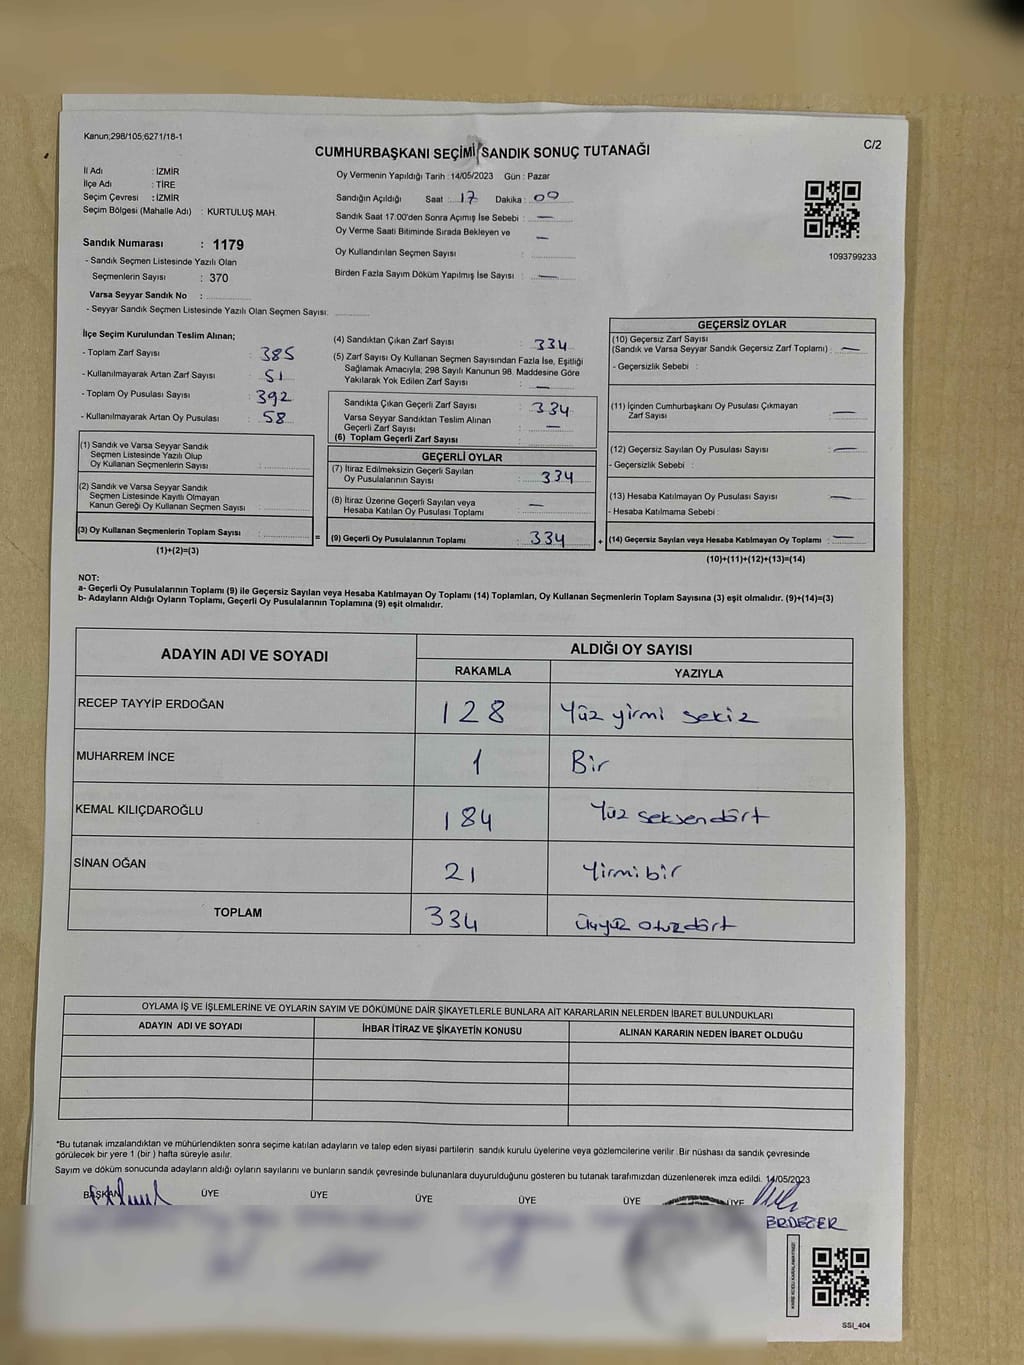 Kanun;298/105;6271/18-1
C/2
CUMHURBAŞKANI SEÇİMİ SANDIK SONUÇ TUTANAĞI
İl Adı : İZMİR
İlçe Adı : TİRE
Seçim Çevresi : İZMİR
Seçim Bölgesi (Mahalle Adı) : KURTULUŞ MAH.
Sandık Numarası : 1179
- Sandık Seçmen Listesinde Yazılı Olan
Seçmenlerin Sayısı : 370
Varsa Seyyar Sandık No :
- Seyyar Sandık Seçmen Listesinde Yazılı Olan Seçmen Sayısı:
Oy Vermenin Yapıldığı Tarih :14/05/2023 Gün : Pazar
Sandığın Açıldığı Saat : 17 Dakika : 00
Sandık Saat 17:00'den Sonra Açımış İse Sebebi : —
Oy Verme Saati Bitiminde Sırada Bekleyen ve —
Oy Kullandırılan Seçmen Sayısı :
Birden Fazla Sayım Döküm Yapılmış İse Sayısı : —
1093799233
İlçe Seçim Kurulundan Teslim Alınan;
- Toplam Zarf Sayısı : 385
- Kullanılmayarak Artan Zarf Sayısı : 51
- Toplam Oy Pusulası Sayısı : 392
- Kullanılmayarak Artan Oy Pusulası : 58
(1) Sandık ve Varsa Seyyar Sandık
Seçmen Listesinde Yazılı Olup
Oy Kullanan Seçmenlerin Sayısı :
(2) Sandık ve Varsa Seyyar Sandık
Seçmen Listesinde Kayıtlı Olmayan
Kanun Gereği Oy Kullanan Seçmen Sayısı :
(3) Oy Kullanan Seçmenlerin Toplam Sayısı : =
(1)+(2)=(3)
(4) Sandıktan Çıkan Zarf Sayısı : 334
(5) Zarf Sayısı Oy Kullanan Seçmen Sayısından Fazla İse, Eşitliği
Sağlamak Amacıyla; 298 Sayılı Kanunun 98. Maddesine Göre
Yakılarak Yok Edilen Zarf Sayısı : —
Sandıkta Çıkan Geçerli Zarf Sayısı : 334
Varsa Seyyar Sandıktan Teslim Alınan
Geçerli Zarf Sayısı : —
(6) Toplam Geçerli Zarf Sayısı :
GEÇERLİ OYLAR
(7) İtiraz Edilmeksizin Geçerli Sayılan
Oy Pusulalarının Sayısı : 334
(8) İtiraz Üzerine Geçerli Sayılan veya
Hesaba Katılan Oy Pusulası Toplamı : —
(9) Geçerli Oy Pusulalarının Toplamı : 334 +
GEÇERSİZ OYLAR
(10) Geçersiz Zarf Sayısı
(Sandık ve Varsa Seyyar Sandık Geçersiz Zarf Toplamı) : —
- Geçersizlik Sebebi :
(11) İçinden Cumhurbaşkanı Oy Pusulası Çıkmayan
Zarf Sayısı : —
(12) Geçersiz Sayılan Oy Pusulası Sayısı : —
- Geçersizlik Sebebi :
(13) Hesaba Katılmayan Oy Pusulası Sayısı : —
- Hesaba Katılmama Sebebi :
(14) Geçersiz Sayılan veya Hesaba Katılmayan Oy Toplamı : —
(10)+(11)+(12)+(13)=(14)
NOT:
a- Geçerli Oy Pusulalarının Toplamı (9) ile Geçersiz Sayılan veya Hesaba Katılmayan Oy Toplamı (14) Toplamları, Oy Kullanan Seçmenlerin Toplam Sayısına (3) eşit olmalıdır. (9)+(14)=(3)
b- Adayların Aldığı Oyların Toplamı, Geçerli Oy Pusulalarının Toplamına (9) eşit olmalıdır.
ADAYIN ADI VE SOYADI
ALDIĞI OY SAYISI
RAKAMLA YAZIYLA
RECEP TAYYİP ERDOĞAN 128 Yüz yirmi sekiz
MUHARREM İNCE 1 Bir
KEMAL KILIÇDAROĞLU 184 Yüz seksendört
SİNAN OĞAN 21 Yirmibir
TOPLAM 334 üçyüz otuzdört
OYLAMA İŞ VE İŞLEMLERİNE VE OYLARIN SAYIM VE DÖKÜMÜNE DAİR ŞİKAYETLERLE BUNLARA AİT KARARLARIN NELERDEN İBARET BULUNDUKLARI
ADAYIN ADI VE SOYADI İHBAR İTİRAZ VE ŞİKAYETİN KONUSU ALINAN KARARIN NEDEN İBARET OLDUĞU
*Bu tutanak imzalandıktan ve mühürlendikten sonra seçime katılan adayların ve talep eden siyasi partilerin sandık kurulu üyelerine veya gözlemcilerine verilir .Bir nüshası da sandık çevresinde
görülecek bir yere 1 (bir ) hafta süreyle asılır.
Sayım ve döküm sonucunda adayların aldığı oyların sayılarını ve bunların sandık çevresinde bulunanlara duyurulduğunu gösteren bu tutanak tarafımızdan düzenlenerek imza edildi. 14/05/2023
BAŞKAN ÜYE ÜYE ÜYE ÜYE ÜYE ÜYE
ERDEZER
KARE KODU KARALAMAYINIZ!
SSI_404